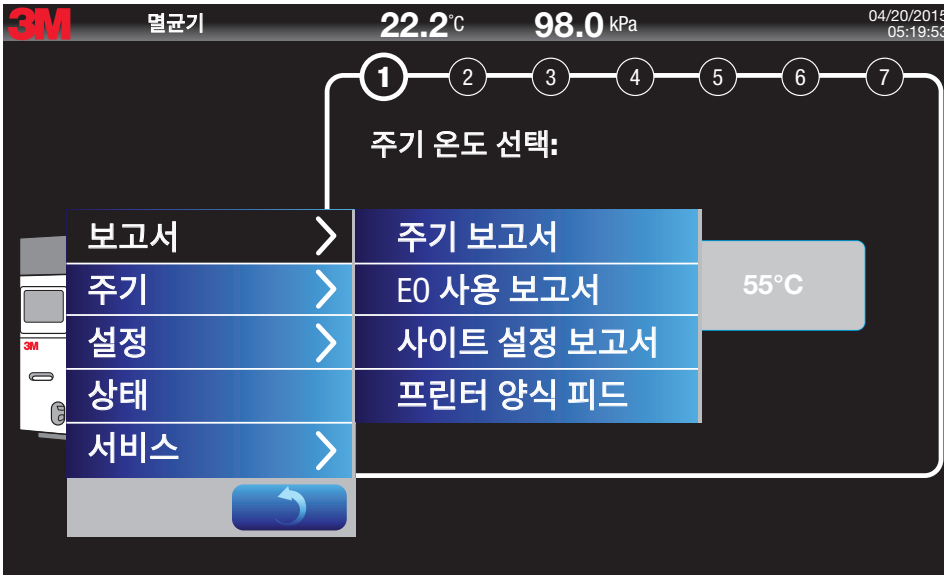 3M 멸균기 22.2°C 98.0 kPa 04/20/2015
05:19:53
1 2 3 4 5 6 7
주기 온도 선택:
보고서
주기
설정
상태
서비스
주기 보고서
EO 사용 보고서
사이트 설정 보고서
프린터 양식 피드
55°C
3M